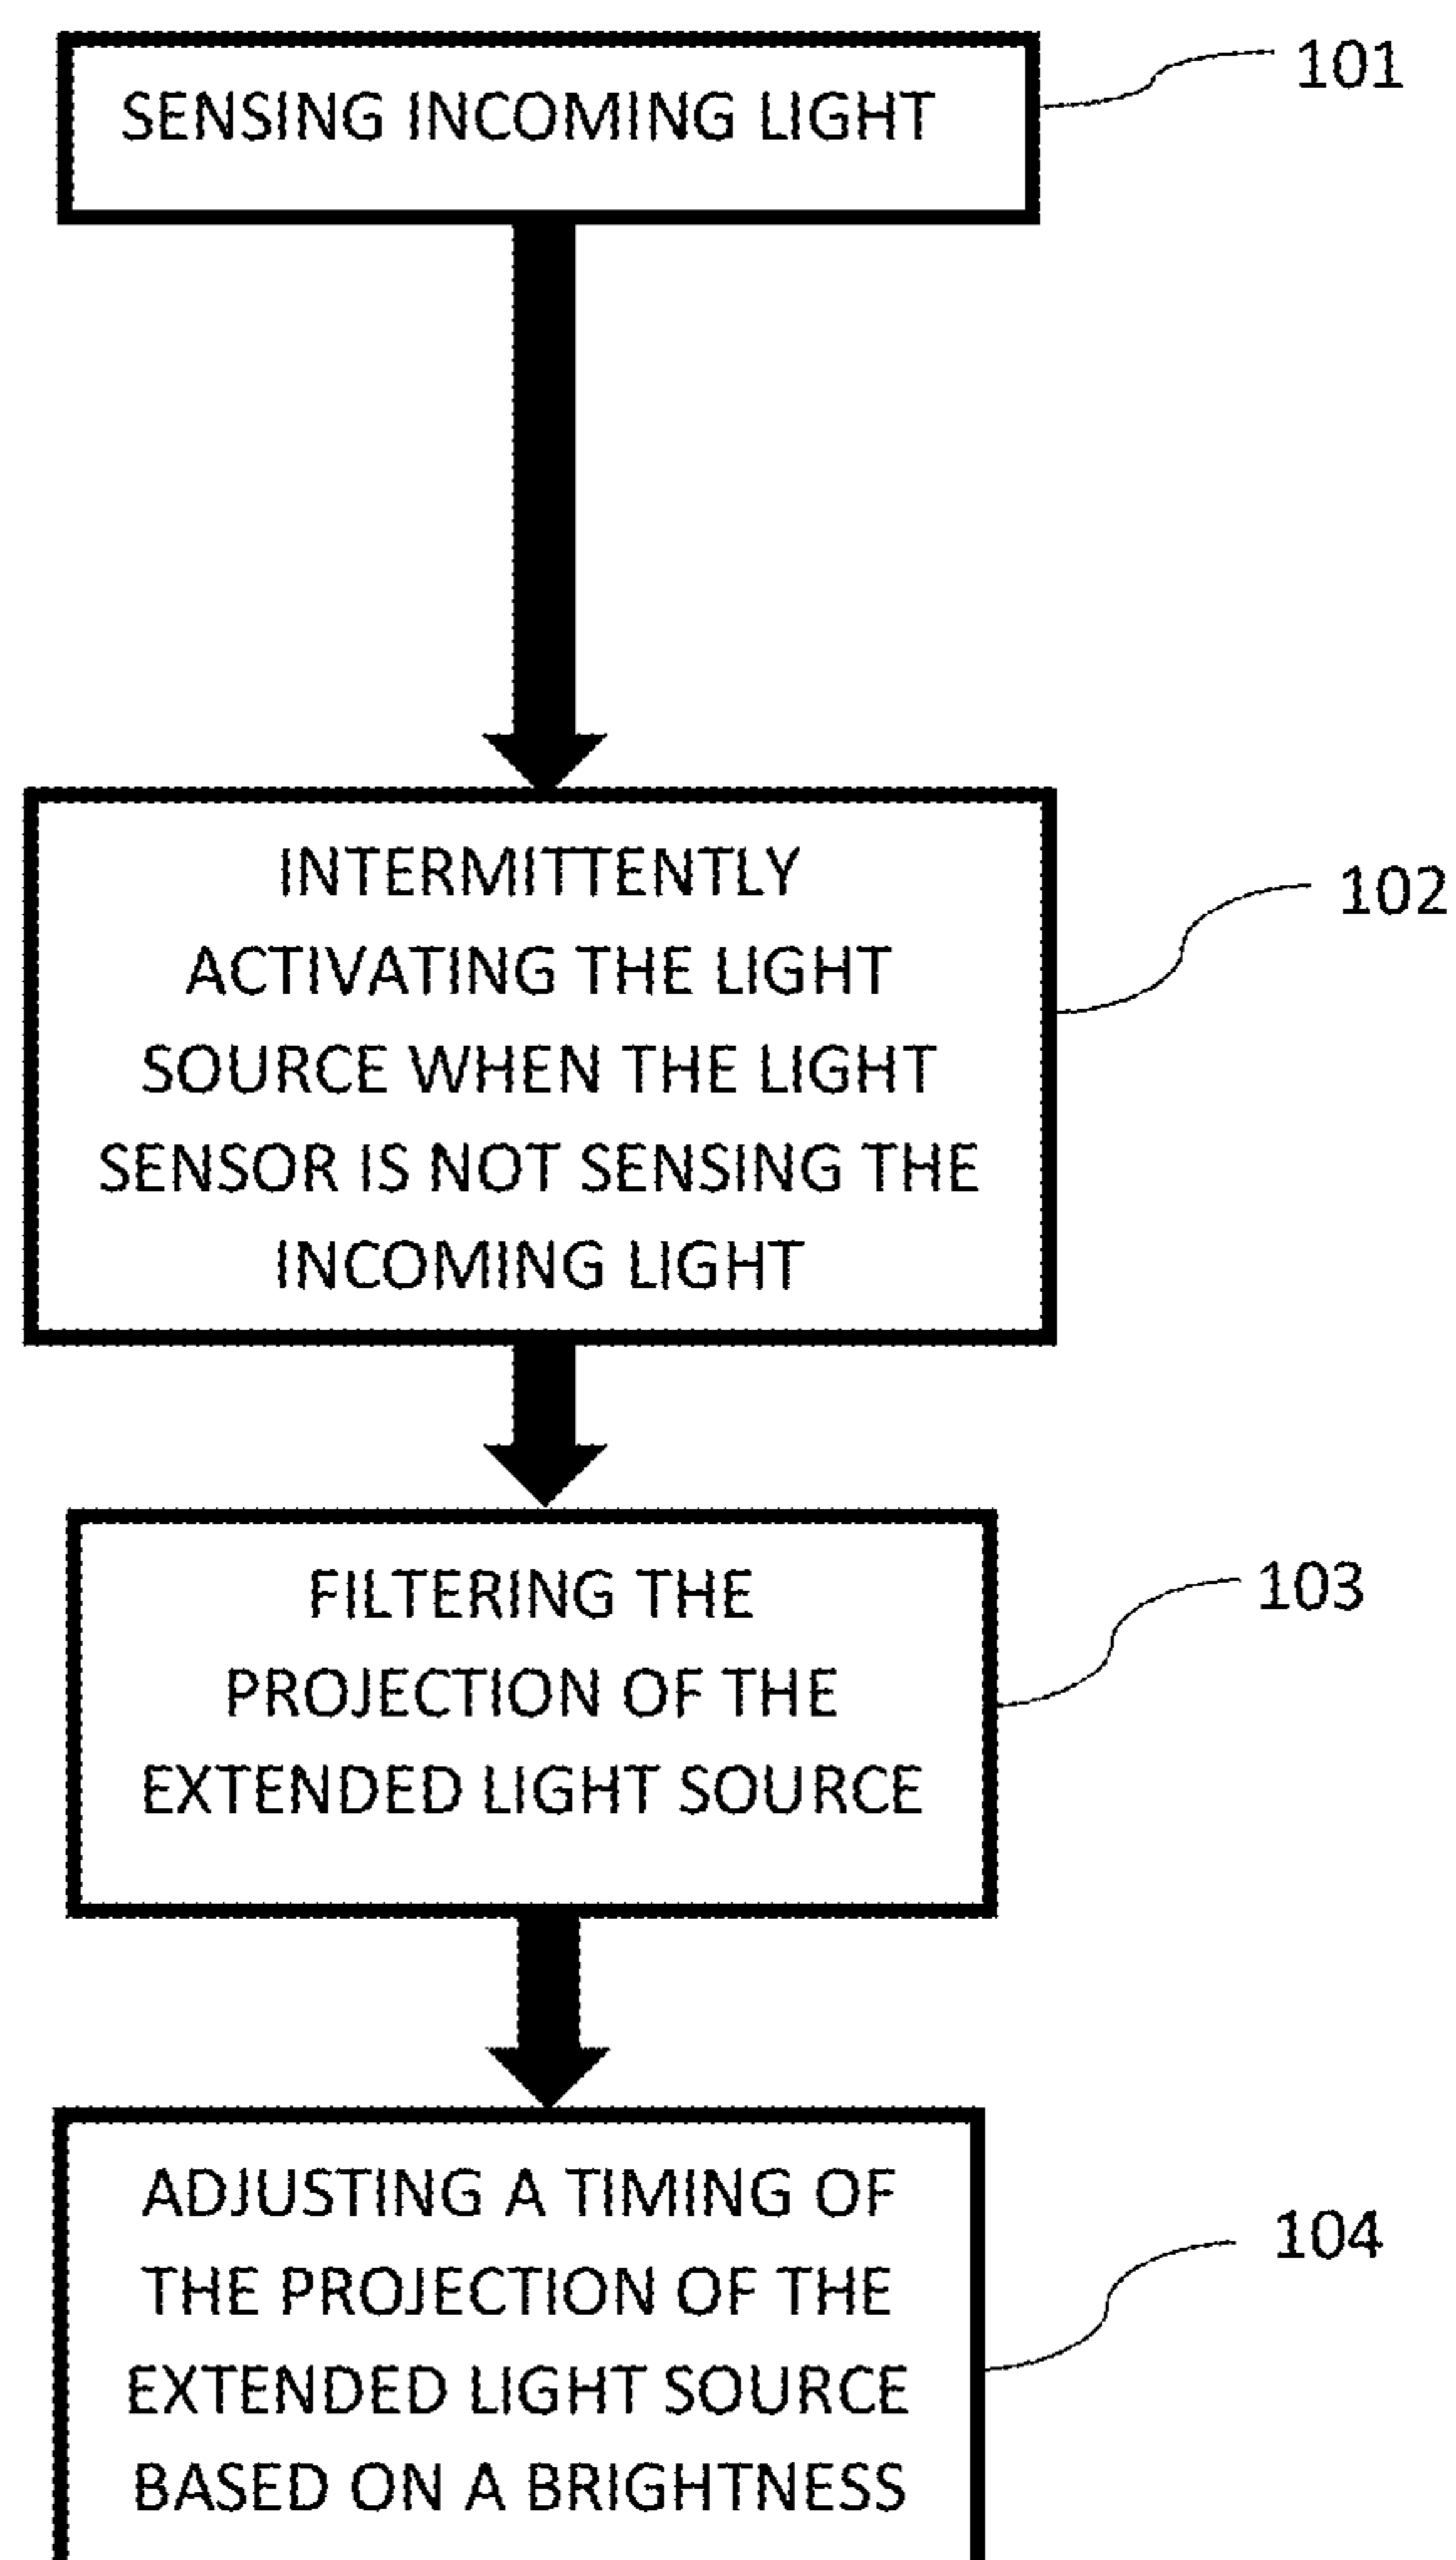 SENSING INCOMING LIGHT
101
INTERMITTENTLY
ACTIVATING THE LIGHT
SOURCE WHEN THE LIGHT
SENSOR IS NOT SENSING THE
INCOMING LIGHT
102
FILTERING THE
PROJECTION OF THE
EXTENDED LIGHT SOURCE
103
ADJUSTING A TIMING OF
THE PROJECTION OF THE
EXTENDED LIGHT SOURCE
BASED ON A BRIGHTNESS
104